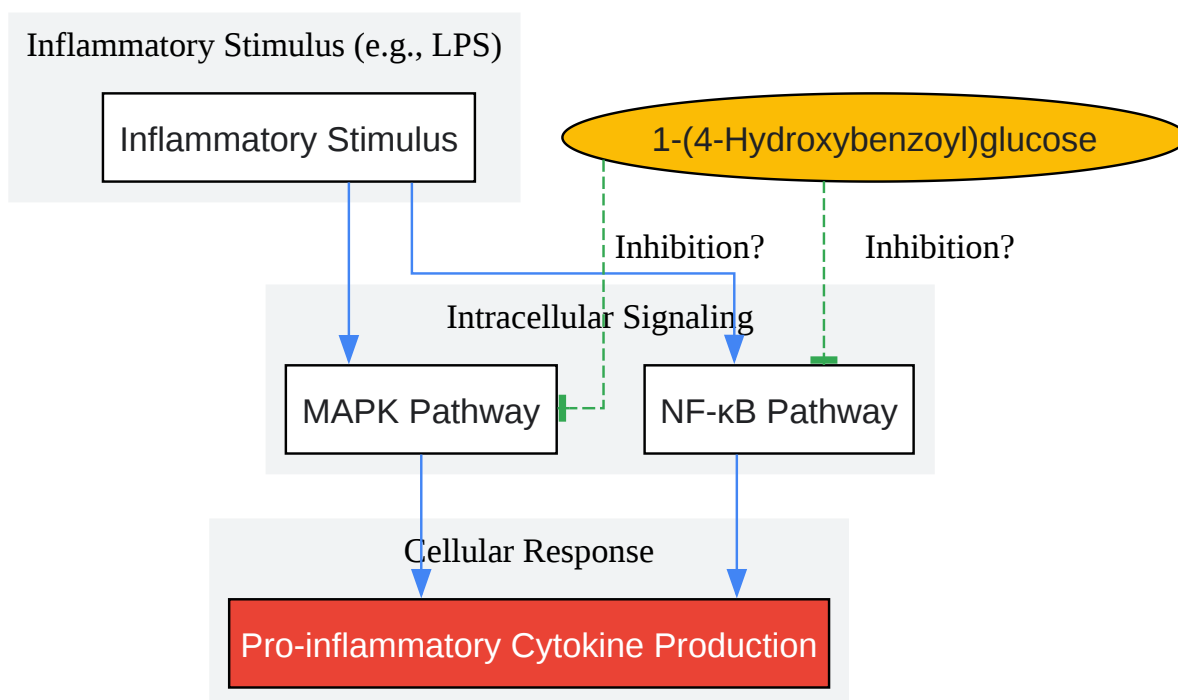 Inflammatory Stimulus (e.g., LPS)
Inflammatory Stimulus
1-(4-Hydroxybenzoyl)glucose
Inhibition?
Inhibition?
Intracellular Signaling
MAPK Pathway
NF-κB Pathway
Cellular Response
Pro-inflammatory Cytokine Production